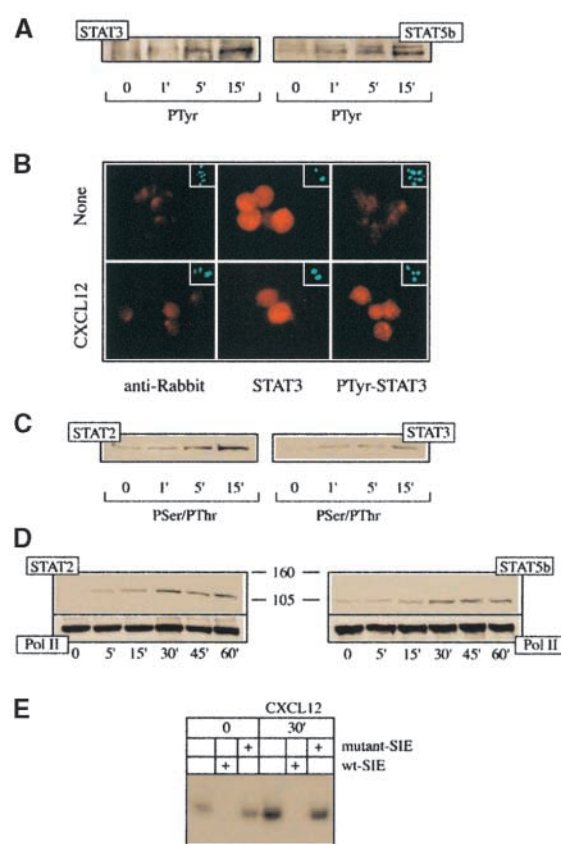 A
STAT3 STAT5b
0 1' 5' 15' 0 1' 5' 15'
PTyr PTyr
B
None
CXCL12
anti-Rabbit STAT3 PTyr-STAT3
C
STAT2 STAT3
0 1' 5' 15' 0 1' 5' 15'
PSer/PThr PSer/PThr
D
STAT2 160 STAT5b
105
Pol II Pol II
0 5' 15' 30' 45' 60' 0 5' 15' 30' 45' 60'
E
CXCL12
0 30'
+ + mutant-SIE
+ + wt-SIE